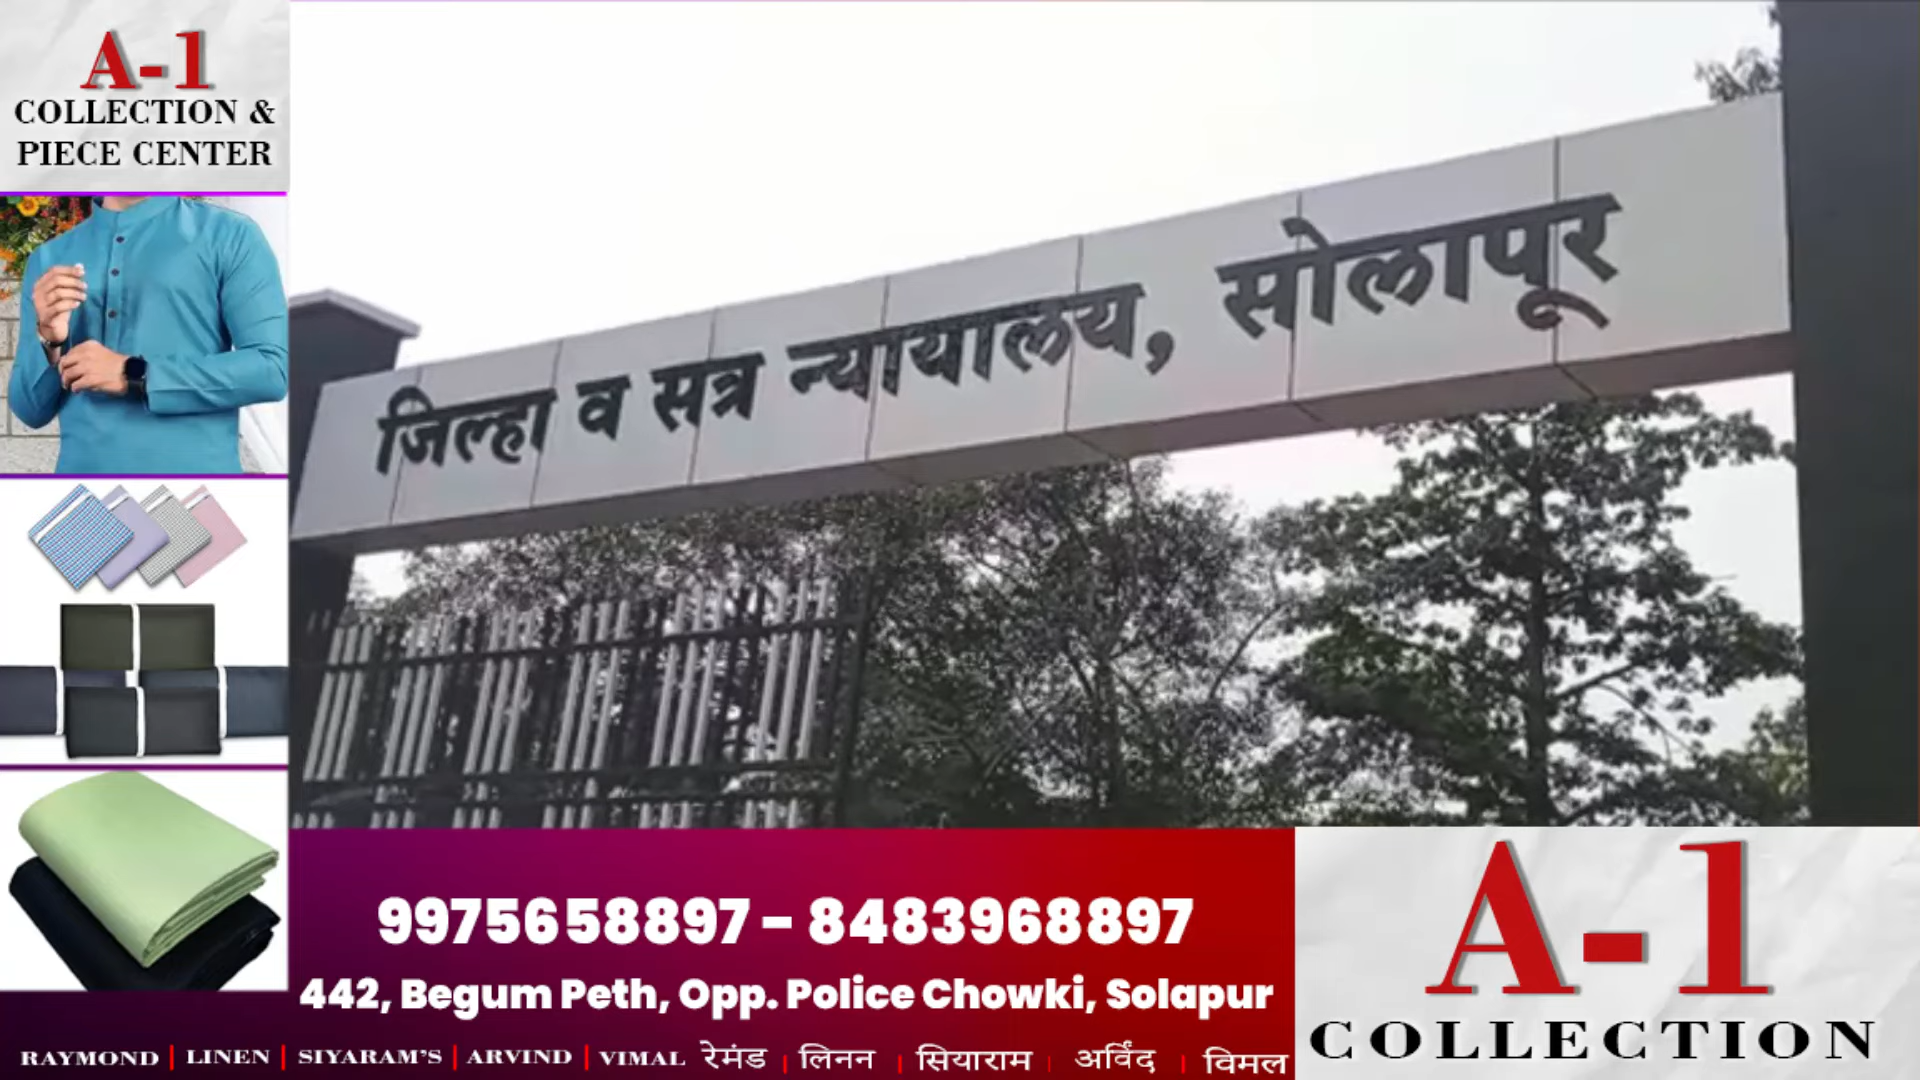 A-1
COLLECTION &
PIECE CENTER
जिल्हा व सत्र न्यायालय, सोलापूर
9975658897 - 8483968897
442, Begum Peth, Opp. Police Chowki, Solapur
RAYMOND | LINEN | SIYARAM'S | ARVIND | VIMAL रेमंड | लिनन | सियाराम | अर्विंद | विमल
A-1
COLLECTION